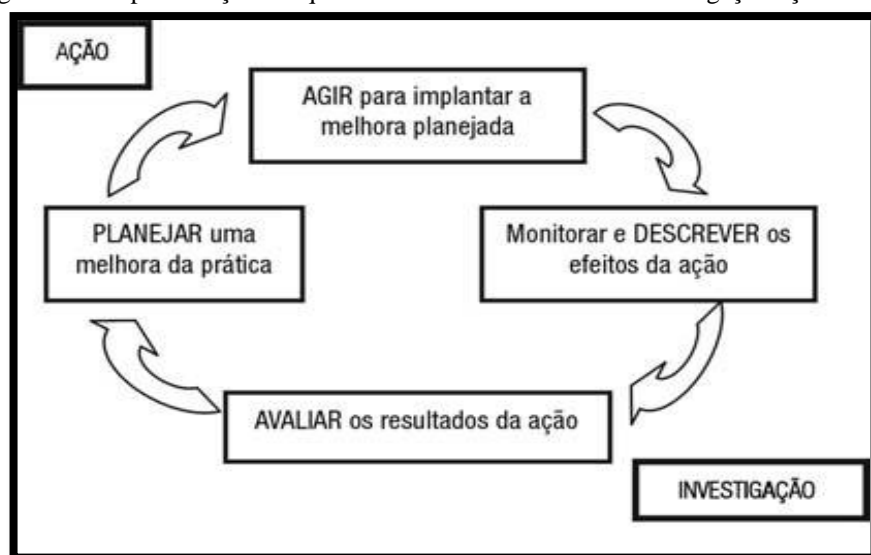 AÇÃO
AGIR para implantar a
melhora planejada
PLANEJAR uma
melhora da prática
Monitorar e DESCREVER os
efeitos da ação
AVALIAR os resultados da ação
INVESTIGAÇÃO